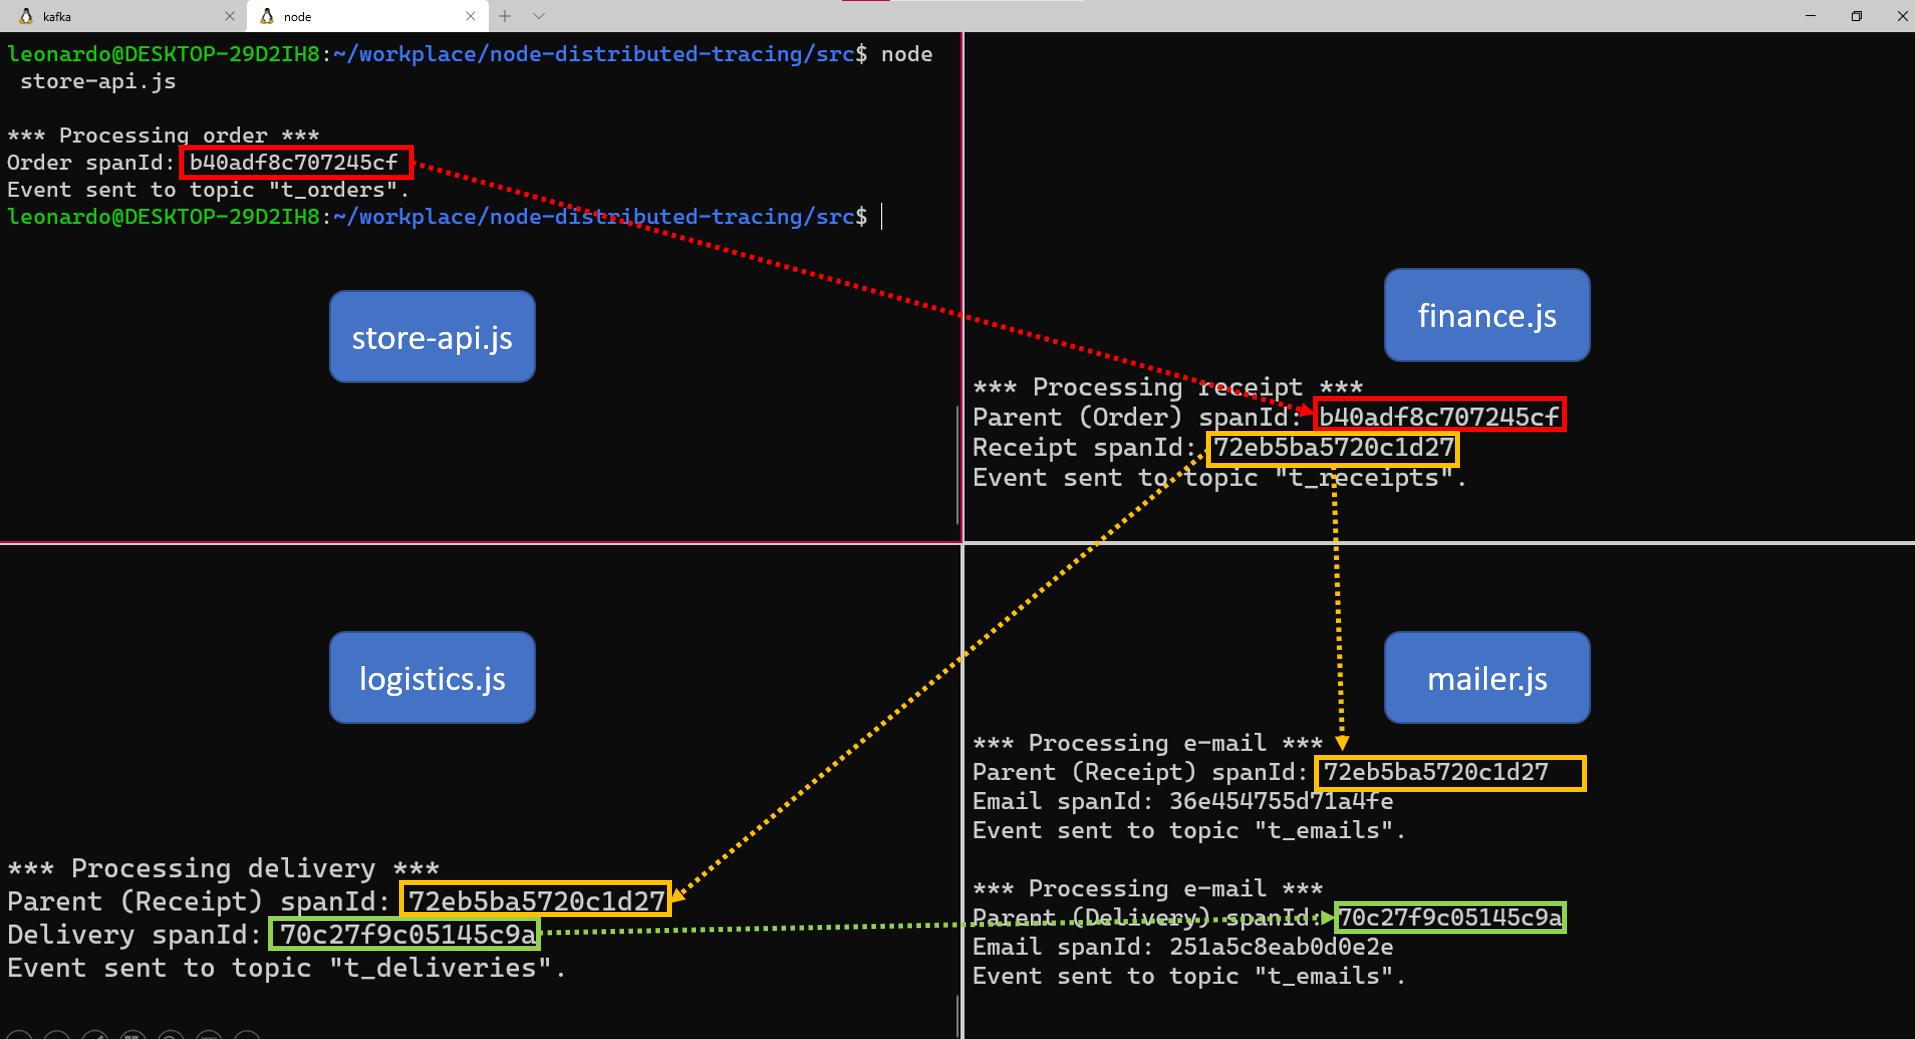 kafka
node
leonardo@DESKTOP-29D2IH8:~/workplace/node-distributed-tracing/src$ node
store-api.js
*** Processing order ***
Order spanId: b40adf8c707245cf
Event sent to topic "t_orders".
leonardo@DESKTOP-29D2IH8:~/workplace/node-distributed-tracing/src$
store-api.js
finance.js
*** Processing receipt ***
Parent (Order) spanId: b40adf8c707245cf
Receipt spanId: 72eb5ba5720c1d27
Event sent to topic "t_receipts".
logistics.js
*** Processing delivery ***
Parent (Receipt) spanId: 72eb5ba5720c1d27
Delivery spanId: 70c27f9c05145c9a
Event sent to topic "t_deliveries".
mailer.js
*** Processing e-mail ***
Parent (Receipt) spanId: 72eb5ba5720c1d27
Email spanId: 36e454755d71a4fe
Event sent to topic "t_emails".
*** Processing e-mail ***
Parent (Delivery) spanId: 70c27f9c05145c9a
Email spanId: 251a5c8eab0d0e2e
Event sent to topic "t_emails".